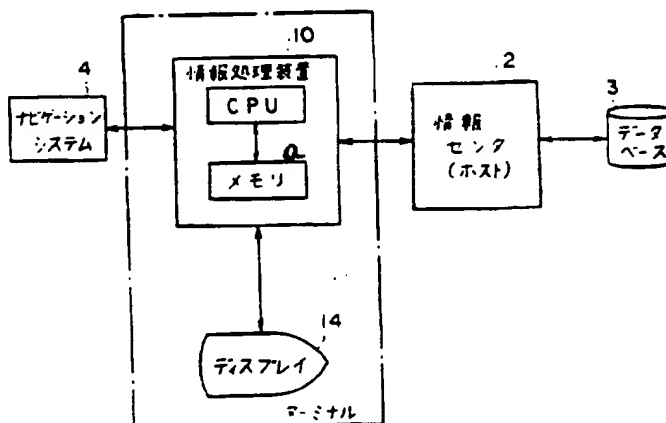 10
情報処理装置
4
ナビゲーション
システム
CPU
a
メモリ
2
情報
センタ
(ホスト)
3
データ
ベース
14
ディスプレイ
ターミナル